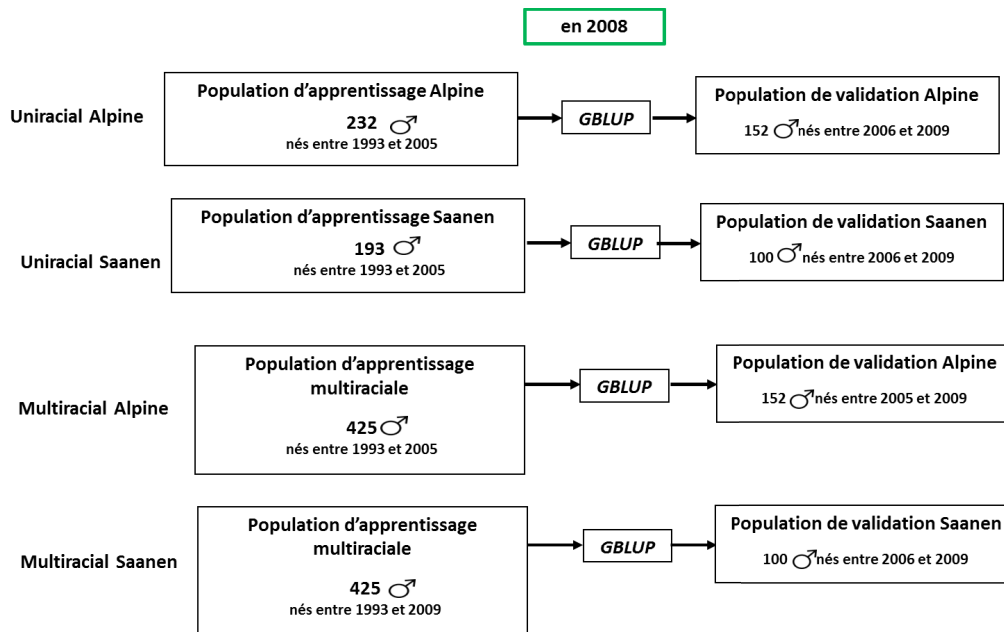 en 2008
Uniracial Alpine
Population d'apprentissage Alpine
232
nés entre 1993 et 2005
GBLUP
Population de validation Alpine
152 nés entre 2006 et 2009
Uniracial Saanen
Population d'apprentissage Saanen
193
nés entre 1993 et 2005
GBLUP
Population de validation Saanen
100 nés entre 2006 et 2009
Multiracial Alpine
Population d'apprentissage
multiraciale
425
nés entre 1993 et 2005
GBLUP
Population de validation Alpine
152 nés entre 2005 et 2009
Multiracial Saanen
Population d'apprentissage
multiraciale
425
nés entre 1993 et 2009
GBLUP
Population de validation Saanen
100 nés entre 2006 et 2009